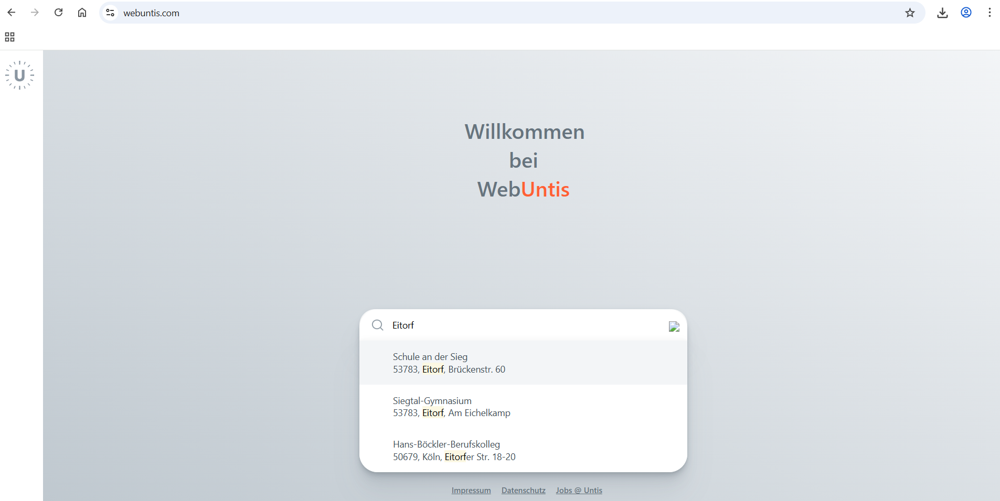 webuntis.com
U
Willkommen
bei
WebUntis
Eitorf
Schule an der Sieg
53783, Eitorf, Brückenstr. 60
Siegtal-Gymnasium
53783, Eitorf, Am Eichelkamp
Hans-Böckler-Berufskolleg
50679, Köln, Eitorfer Str. 18-20
Impressum Datenschutz Jobs @ Untis